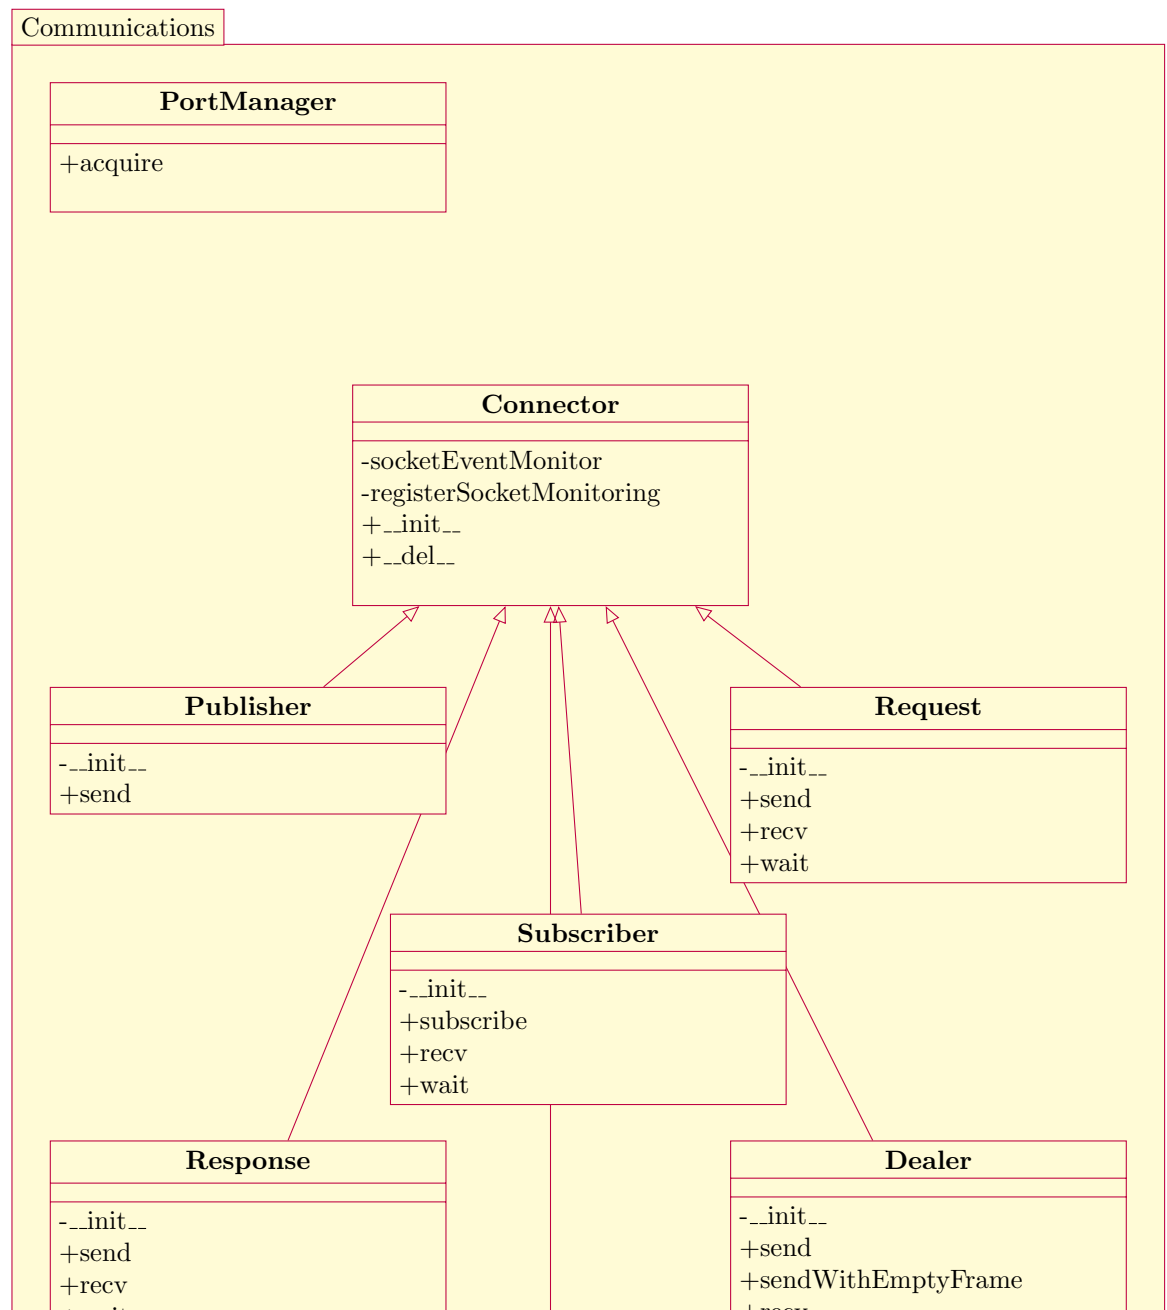 Communications
PortManager
+acquire
Connector
-socketEventMonitor
-registerSocketMonitoring
+__init__
+__del__
Publisher
-__init__
+send
Request
-__init__
+send
+recv
+wait
Subscriber
-__init__
+subscribe
+recv
+wait
Response
-__init__
+send
+recv
Dealer
-__init__
+send
+sendWithEmptyFrame